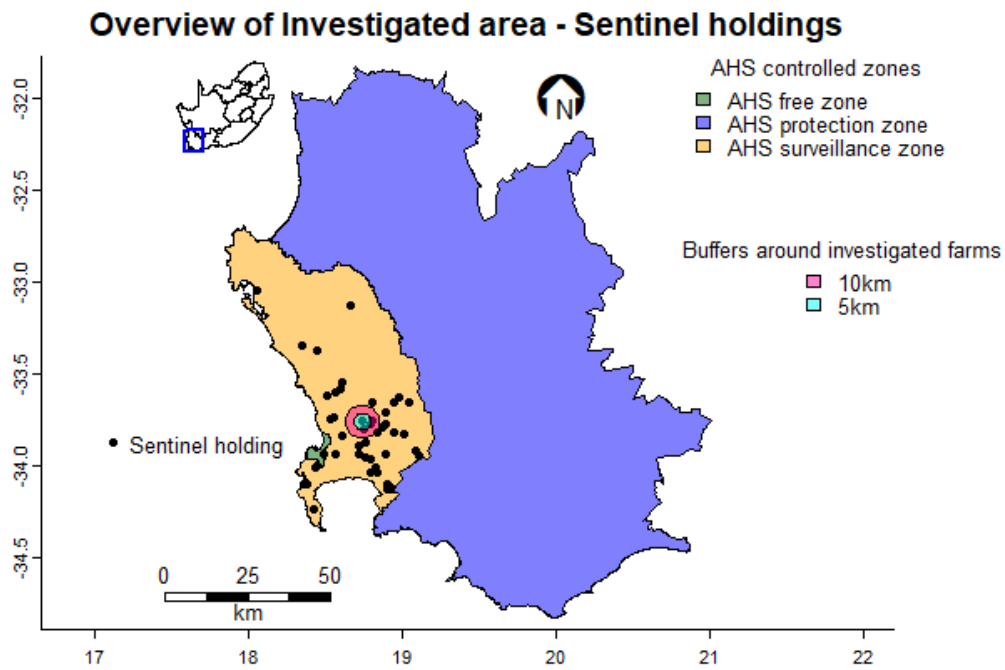 Overview of Investigated area - Sentinel holdings
AHS controlled zones
AHS free zone
AHS protection zone
AHS surveillance zone
N
Buffers around investigated farms
10km
5km
Sentinel holding
0 25 50
km
-32.0
-32.5
-33.0
-33.5
-34.0
-34.5
17 18 19 20 21 22